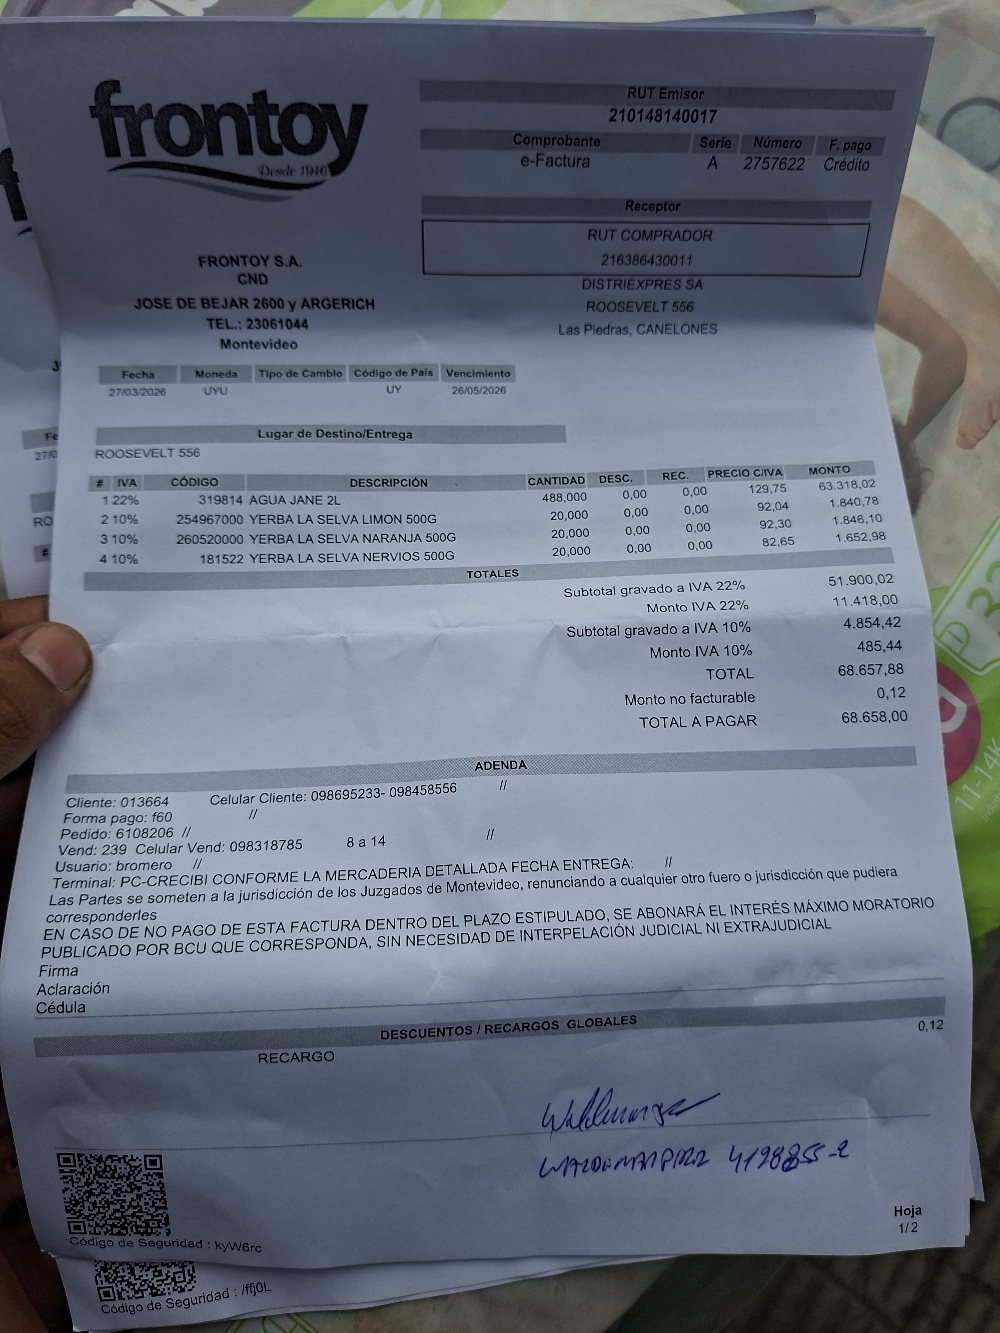 frontoy
Desde 1946
RUT Emisor
210148140017
Comprobante Serie Número F. pago
e-Factura A 2757622 Crédito
Receptor
RUT COMPRADOR
216386430011
DISTRIEXPRES SA
ROOSEVELT 556
Las Piedras, CANELONES
FRONTOY S.A.
CND
JOSE DE BEJAR 2600 y ARGERICH
TEL.: 23061044
Montevideo
Fecha Moneda Tipo de Cambio Código de País Vencimiento
27/03/2026 UYU UY 26/05/2026
Lugar de Destino/Entrega
ROOSEVELT 556
# IVA CÓDIGO DESCRIPCIÓN CANTIDAD DESC. REC. PRECIO C/IVA MONTO
1 22% 319814 AGUA JANE 2L 488,000 0,00 0,00 129,75 63.318,02
2 10% 254967000 YERBA LA SELVA LIMON 500G 20,000 0,00 0,00 92,04 1.840,78
3 10% 260520000 YERBA LA SELVA NARANJA 500G 20,000 0,00 0,00 92,30 1.846,10
4 10% 181522 YERBA LA SELVA NERVIOS 500G 20,000 0,00 0,00 82,65 1.652,98
TOTALES
Subtotal gravado a IVA 22% 51.900,02
Monto IVA 22% 11.418,00
Subtotal gravado a IVA 10% 4.854,42
Monto IVA 10% 485,44
TOTAL 68.657,88
Monto no facturable 0,12
TOTAL A PAGAR 68.658,00
ADENDA
Cliente: 013664 Celular Cliente: 098695233- 098458556 //
Forma pago: f60 //
Pedido: 6108206 //
Vend: 239 Celular Vend: 098318785 8 a 14 //
Usuario: bromero //
Terminal: PC-CRECIBI CONFORME LA MERCADERIA DETALLADA FECHA ENTREGA: //
Las Partes se someten a la jurisdicción de los Juzgados de Montevideo, renunciando a cualquier otro fuero o jurisdicción que pudiera
corresponderles
EN CASO DE NO PAGO DE ESTA FACTURA DENTRO DEL PLAZO ESTIPULADO, SE ABONARÁ EL INTERÉS MÁXIMO MORATORIO
PUBLICADO POR BCU QUE CORRESPONDA, SIN NECESIDAD DE INTERPELACIÓN JUDICIAL NI EXTRAJUDICIAL
Firma
Aclaración
Cédula
DESCUENTOS / RECARGOS GLOBALES
RECARGO 0,12
Código de Seguridad : kyW6rc
Hoja
1/2
Código de Seguridad : /ffj0L
11-14K